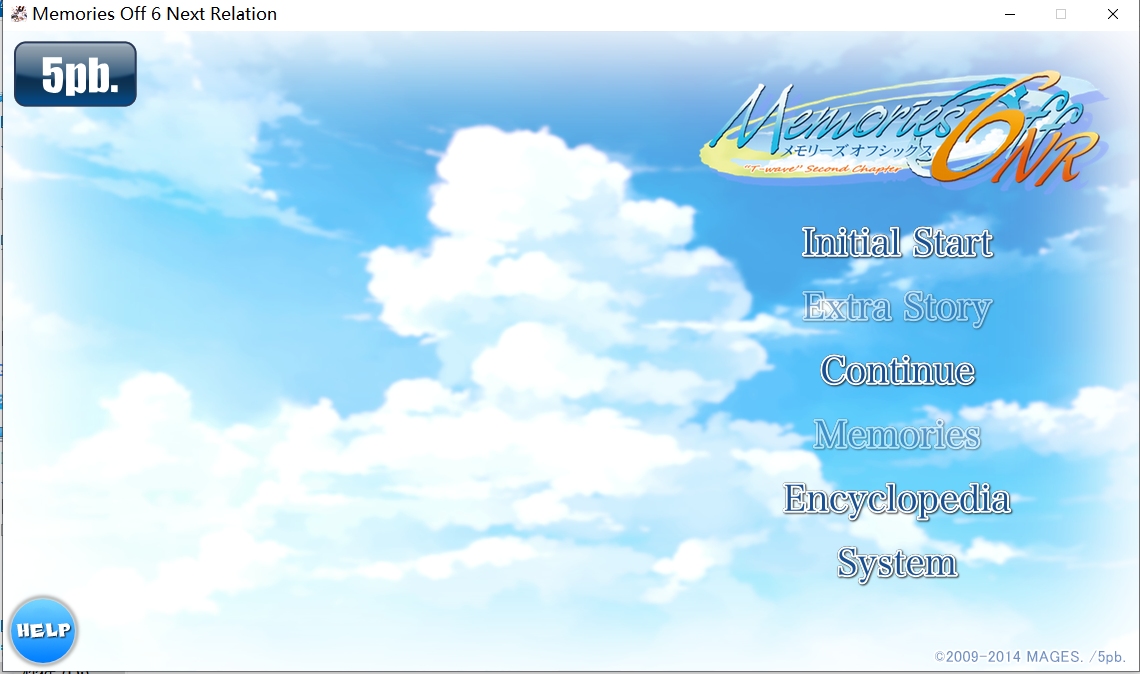 Memories Off 6 Next Relation
5pb.
Memories Off 6 NR
メモリーズ オフシックス
"T-wave" Second Chapter
Initial Start
Extra Story
Continue
Memories
Encyclopedia
System
HELP
©2009-2014 MAGES. /5pb.